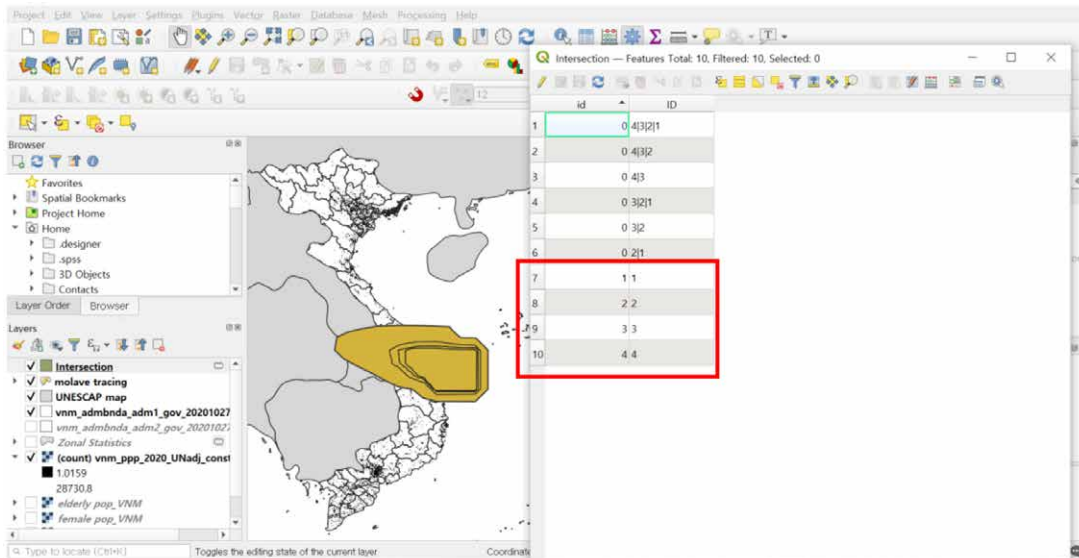 Project Edit View Layer Settings Plugins Vector Raster Database Mesh Processing Help
12
Browser
Favorites
Spatial Bookmarks
Project Home
Home
.designer
.spss
3D Objects
Contacts
Layer Order Browser
Layers
Intersection
molave tracing
UNESCAP map
vnm_admbnda_adm1_gov_20201027
vnm_admbnda_adm2_gov_20201027
Zonal Statistics
(count) vnm_ppp_2020_UNadj_const
1.0159
28730.8
elderly pop_VNM
female pop_VNM
Type to locate (Ctrl+K) Toggles the editing state of the current layer Coordinate
Intersection — Features Total: 10, Filtered: 10, Selected: 0
id ID
1 0 4|3|2|1
2 0 4|3|2
3 0 4|3
4 0 3|2|1
5 0 3|2
6 0 2|1
7 1 1
8 2 2
9 3 3
10 4 4